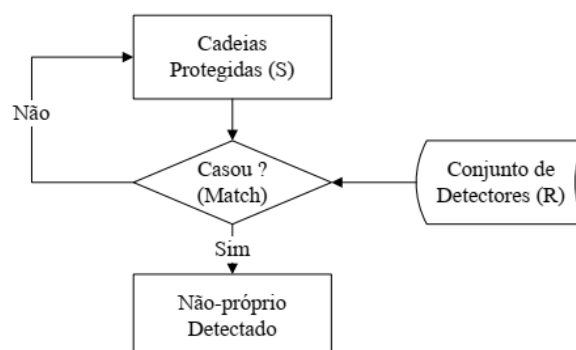 Cadeias
Protegidas (S)
Não
Casou ?
(Match)
Conjunto de
Detectores (R)
Sim
Não-próprio
Detectado